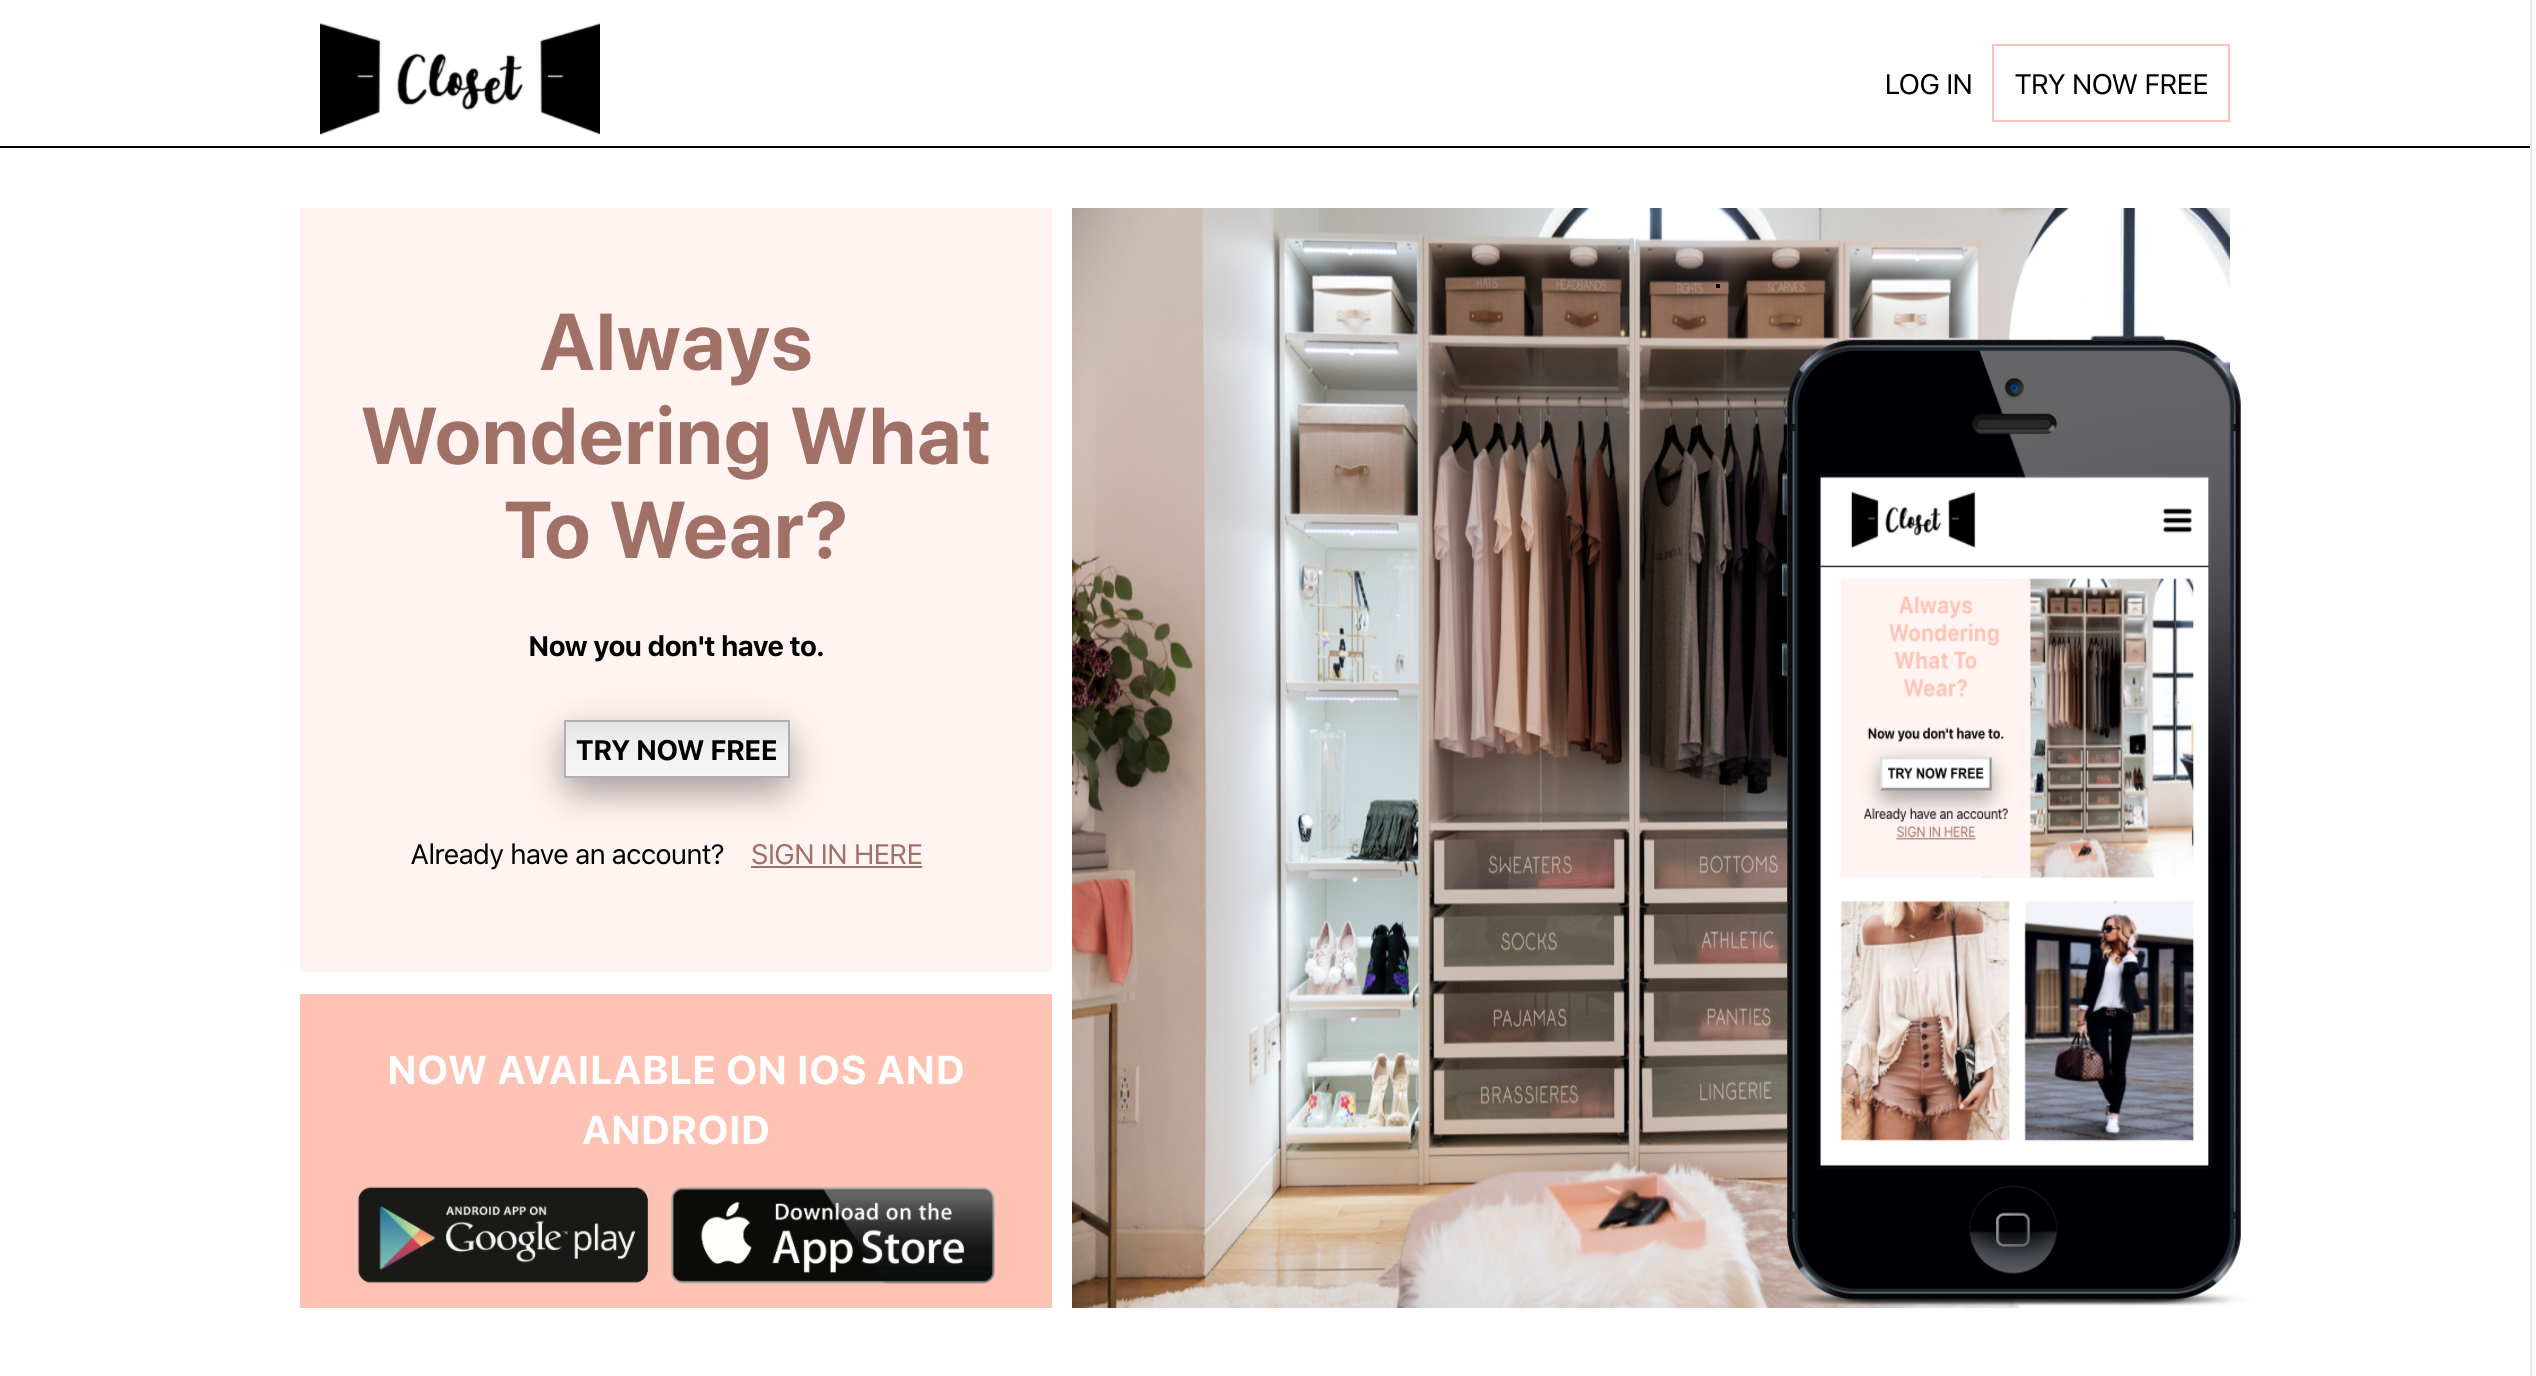 Closet
LOG IN
TRY NOW FREE
Always
Wondering What
To Wear?
Now you don't have to.
TRY NOW FREE
Already have an account? SIGN IN HERE
NOW AVAILABLE ON IOS AND
ANDROID
ANDROID APP ON
Google play
Download on the
App Store
HATS
HEADBANDS
TIGHTS
SCARVES
SWEATERS
BOTTOMS
SOCKS
ATHLETIC
PAJAMAS
PANTIES
BRASSIERES
LINGERIE
Closet
Always
Wondering
What To
Wear?
Now you don't have to.
TRY NOW FREE
Already have an account?
SIGN IN HERE